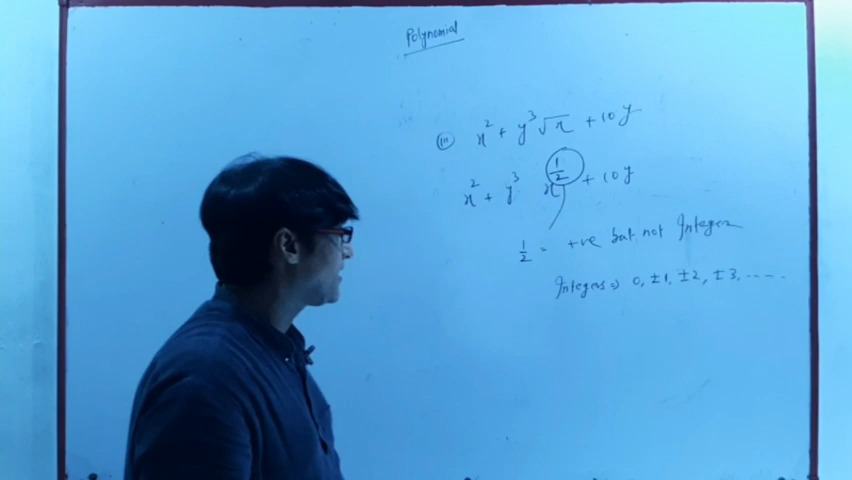 Polynomial
(iii) x² + y³ √x + 10y
x² + y³ x^1/2 + 10y
1/2 = +ve but not Integer
Integers ⇒ 0, ±1, ±2, ±3, -----